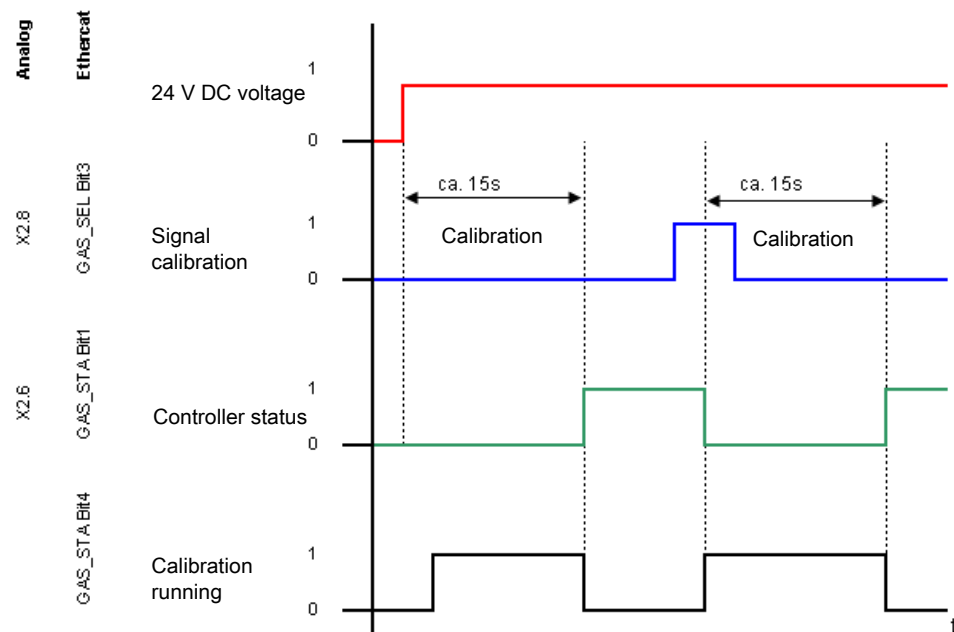 Analog
Ethercat
24 V DC voltage
1
0
X2.8
GAS_SEL Bit3
Signal
calibration
1
0
ca. 15s
Calibration
ca. 15s
Calibration
X2.6
GAS_STA Bit1
Controller status
1
0
GAS_STA Bit4
Calibration
running
1
0
t